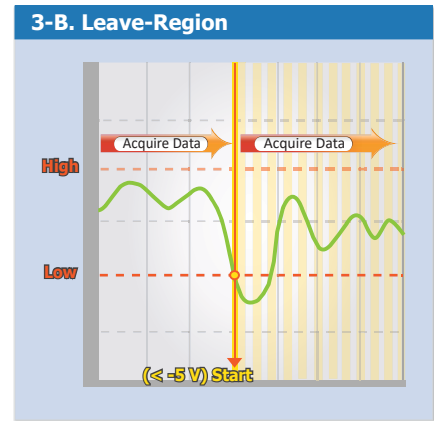 3-B. Leave-Region
Acquire Data Acquire Data
High
Low
(< -5 V) Start